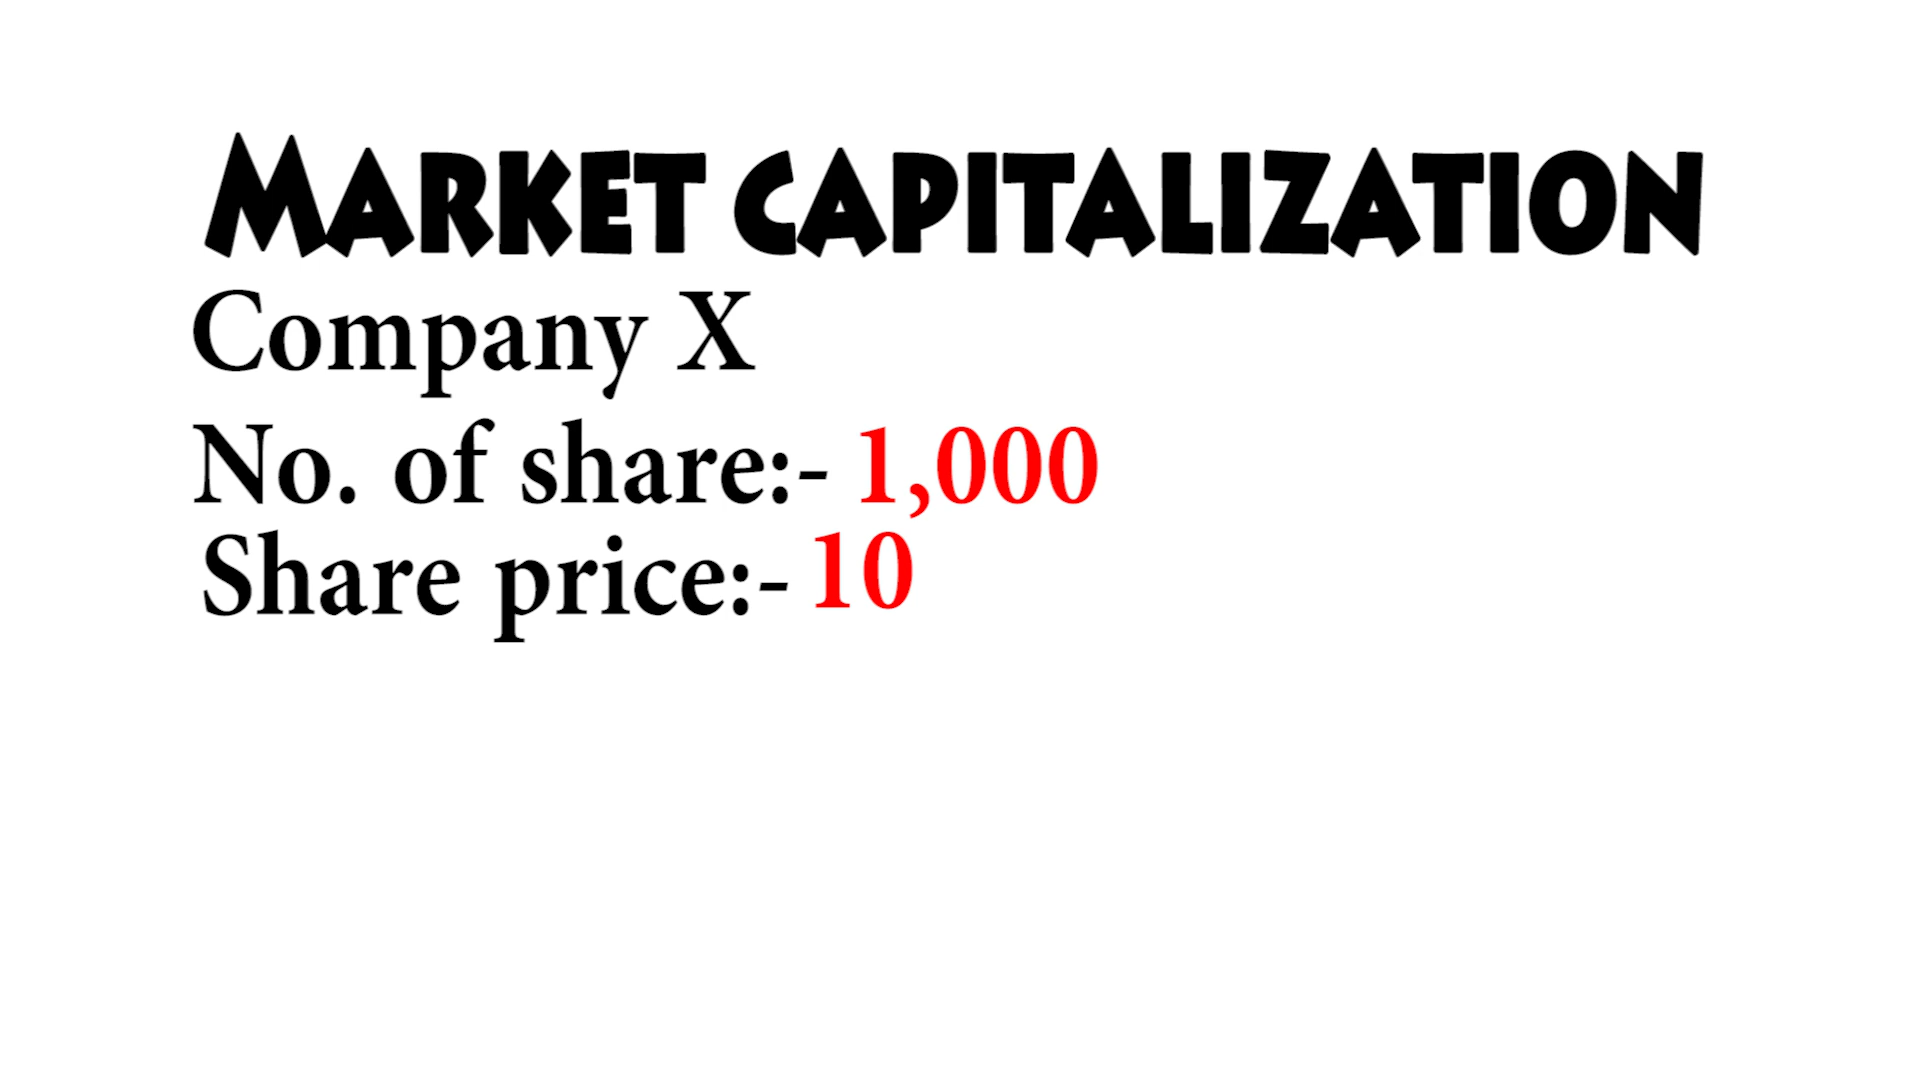 MARKET CAPITALIZATION
Company X
No. of share:- 1,000
Share price:- 10